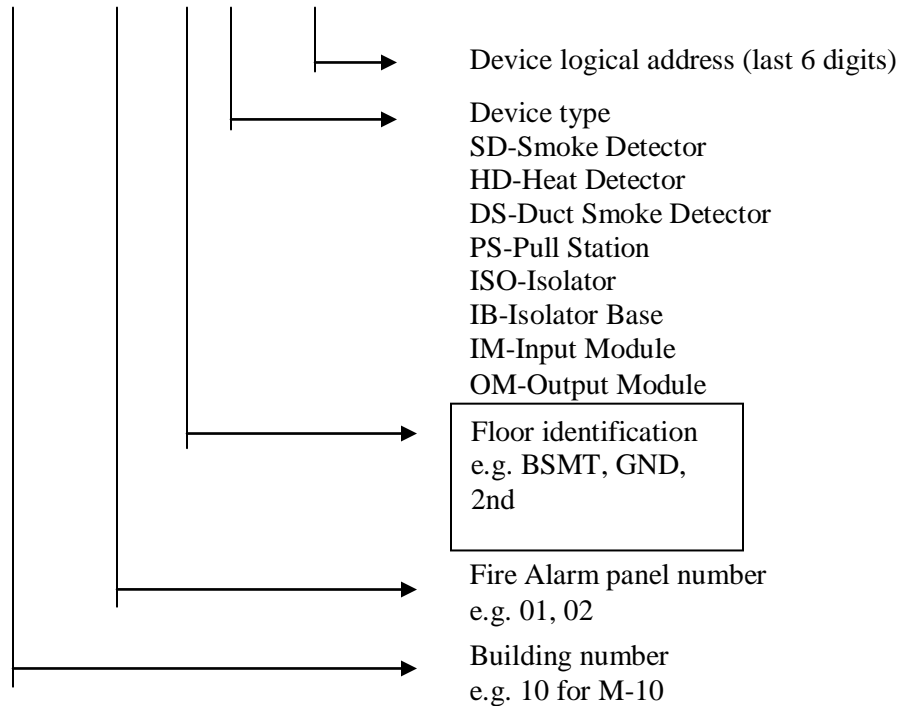 Device logical address (last 6 digits)
Device type
SD-Smoke Detector
HD-Heat Detector
DS-Duct Smoke Detector
PS-Pull Station
ISO-Isolator
IB-Isolator Base
IM-Input Module
OM-Output Module
Floor identification
e.g. BSMT, GND,
2nd
Fire Alarm panel number
e.g. 01, 02
Building number
e.g. 10 for M-10